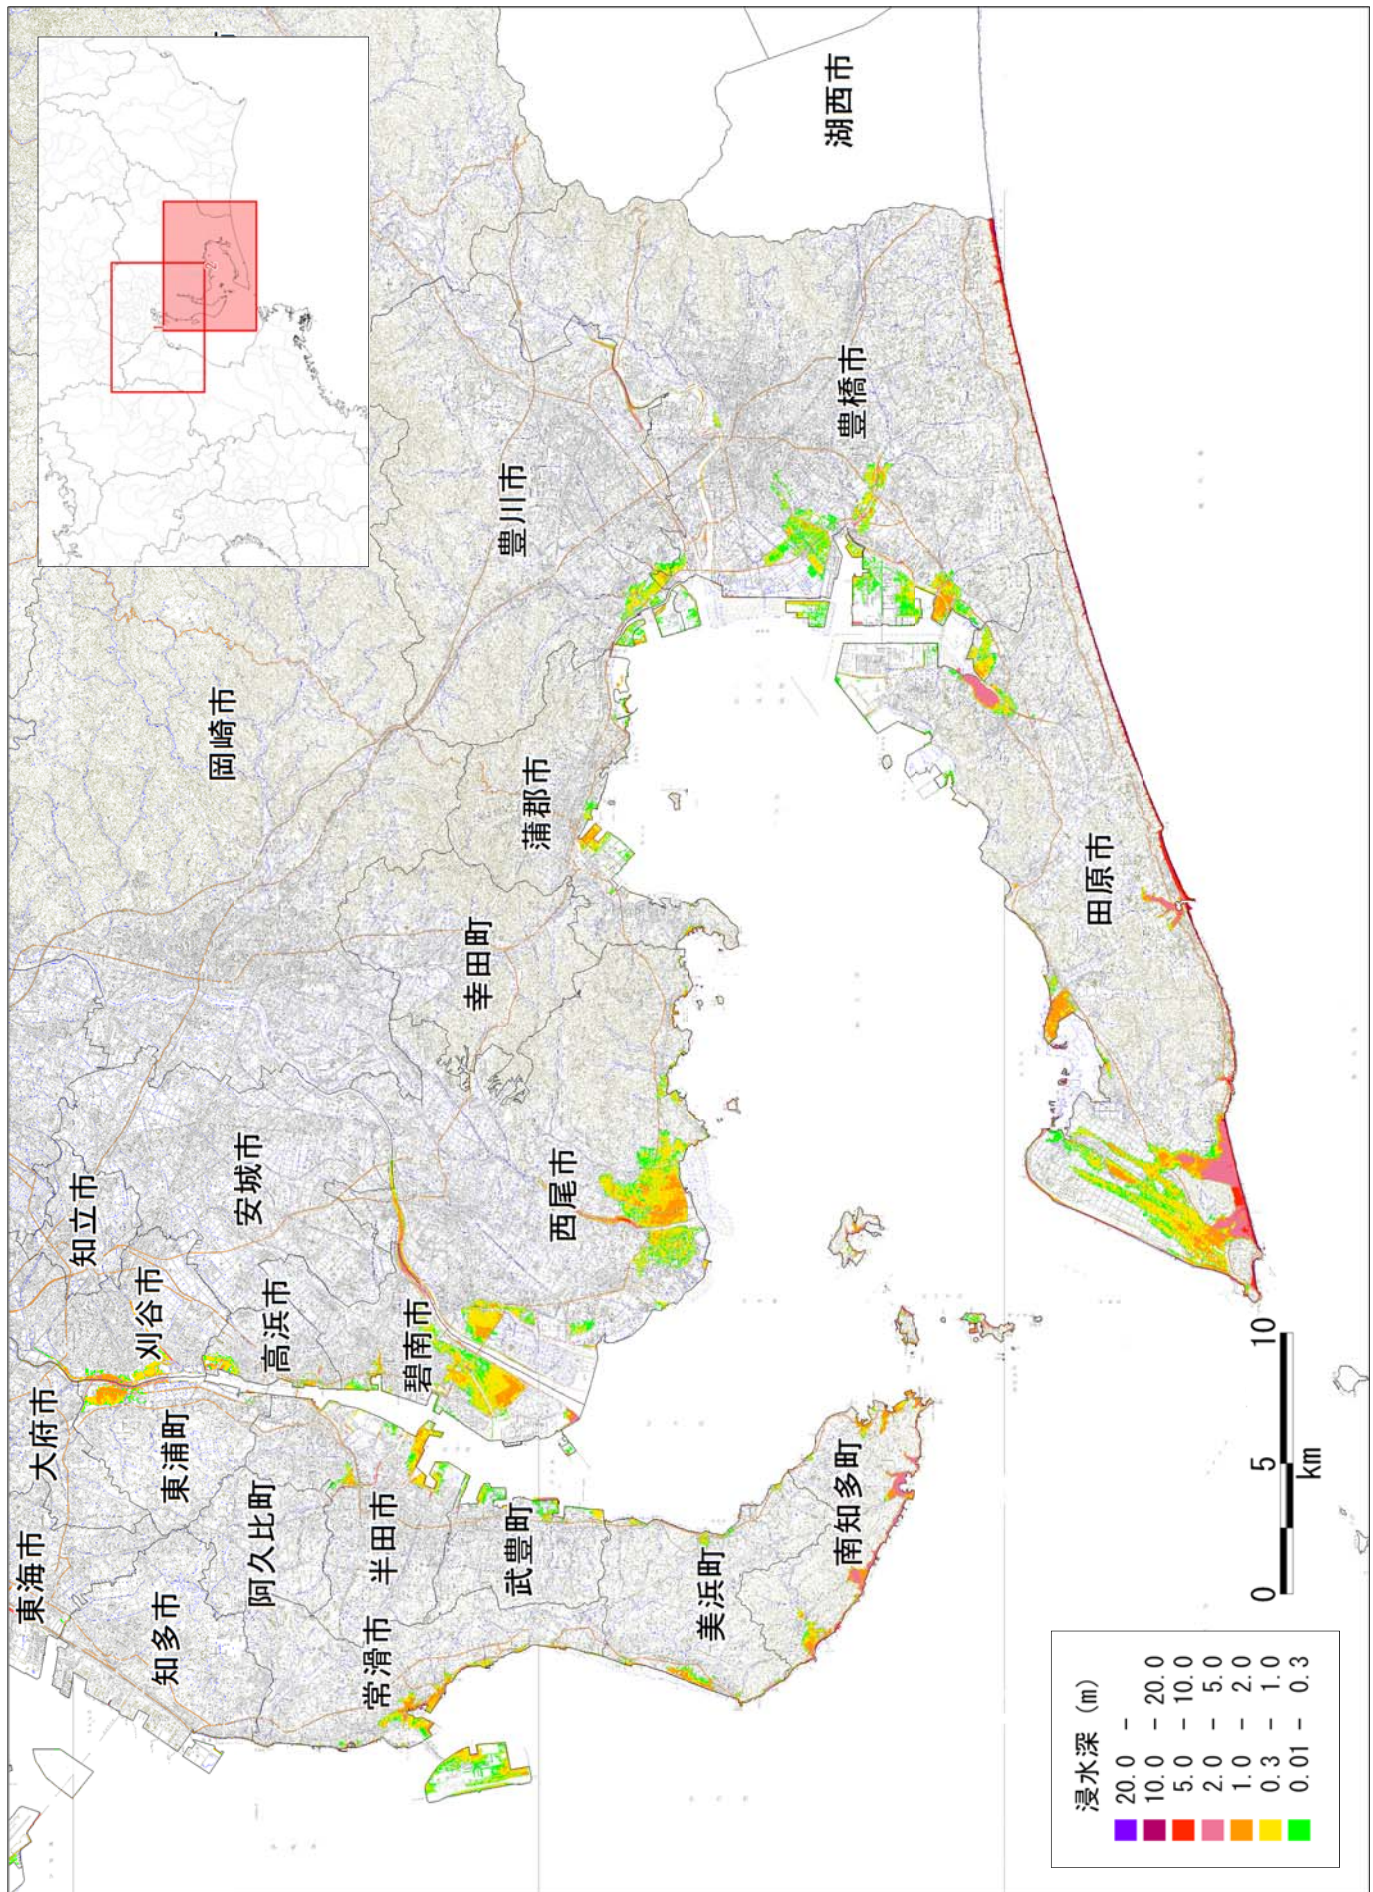 湖西市
豊橋市
豊川市
岡崎市
蒲郡市
田原市
幸田町
西尾市
安城市
知立市
刈谷市
高浜市
碧南市
大府市
東浦町
東海市
阿久比町
半田市
武豊町
南知多町
美浜町
知多市
常滑市
0 5 10
km
浸水深 (m)
20.0 -
10.0 - 20.0
5.0 - 10.0
2.0 - 5.0
1.0 - 2.0
0.3 - 1.0
0.01 - 0.3